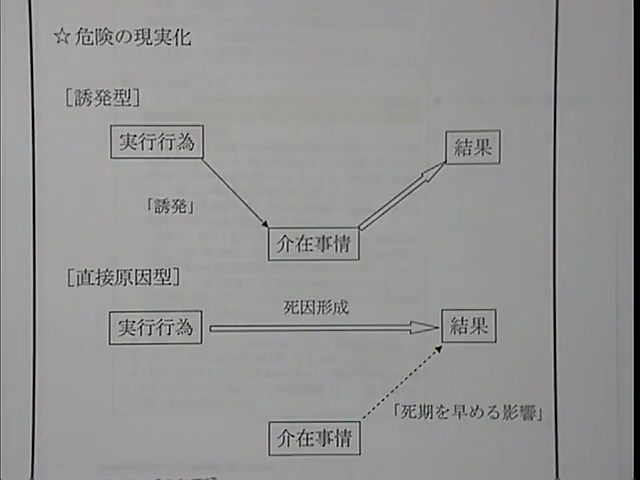 ☆危険の現実化
［誘発型］
実行行為
結果
「誘発」
介在事情
［直接原因型］
死因形成
実行行為
結果
「死期を早める影響」
介在事情